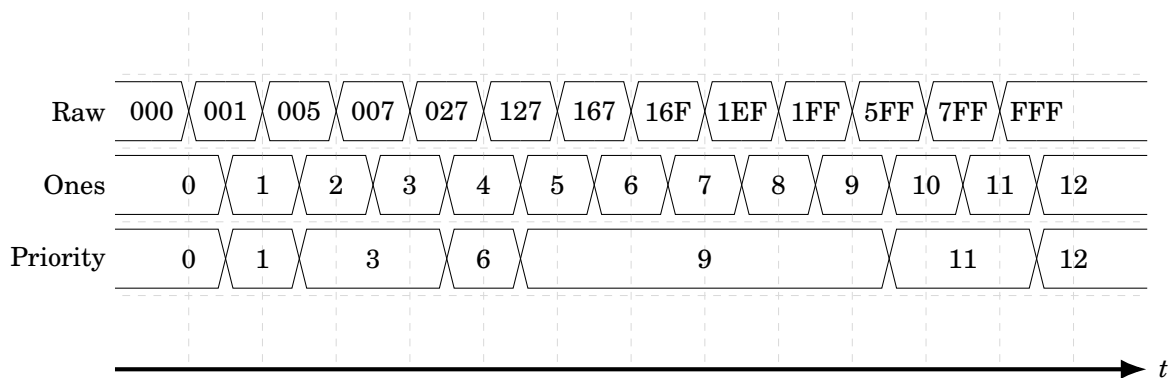 Raw 000 001 005 007 027 127 167 16F 1EF 1FF 5FF 7FF FFF
Ones 0 1 2 3 4 5 6 7 8 9 10 11 12
Priority 0 1 3 6 9 11 12
t